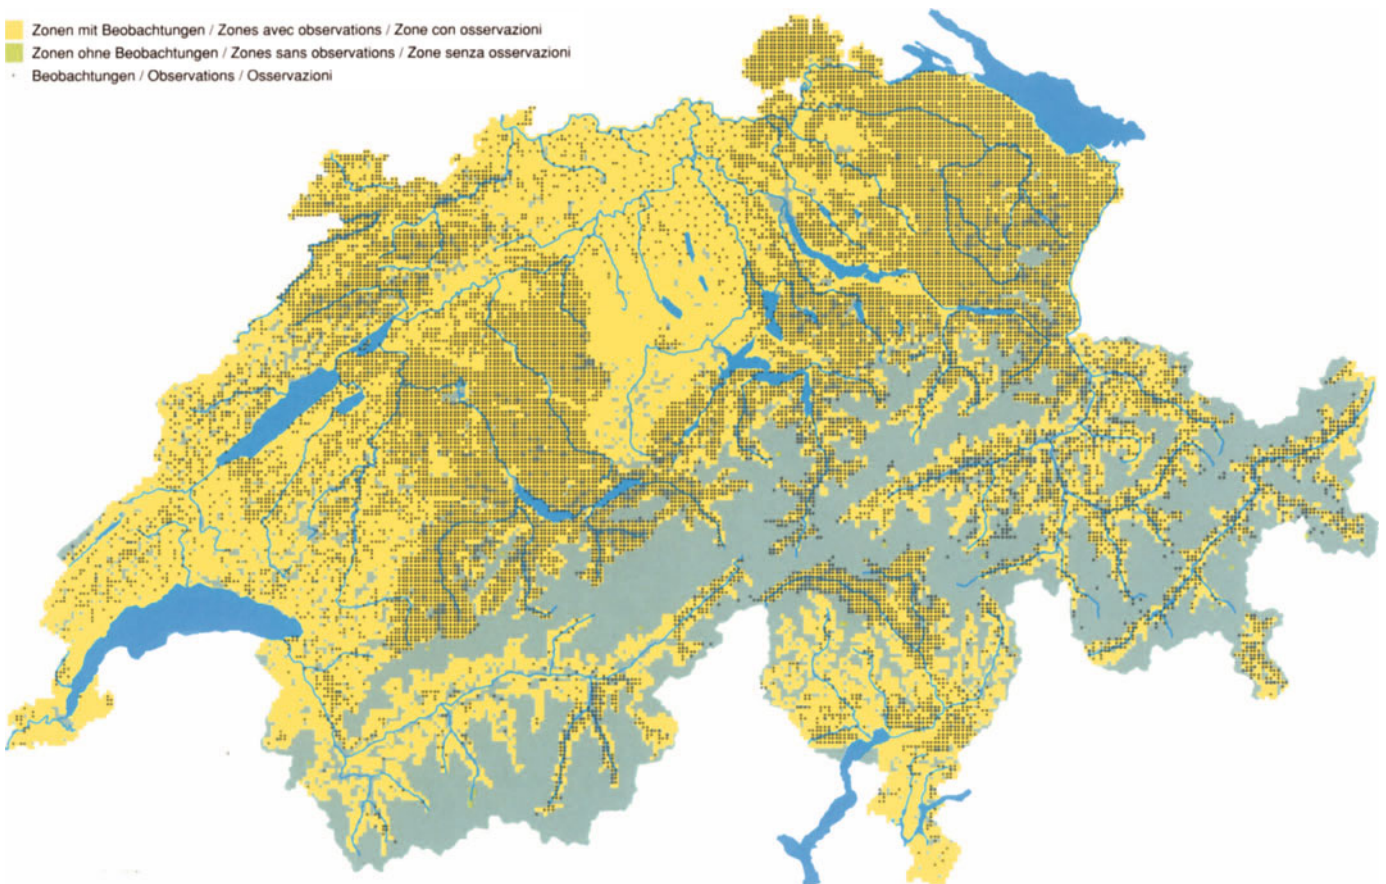 Zonen mit Beobachtungen / Zones avec observations / Zone con osservazioni
Zonen ohne Beobachtungen / Zones sans observations / Zone senza osservazioni
Beobachtungen / Observations / Osservazioni